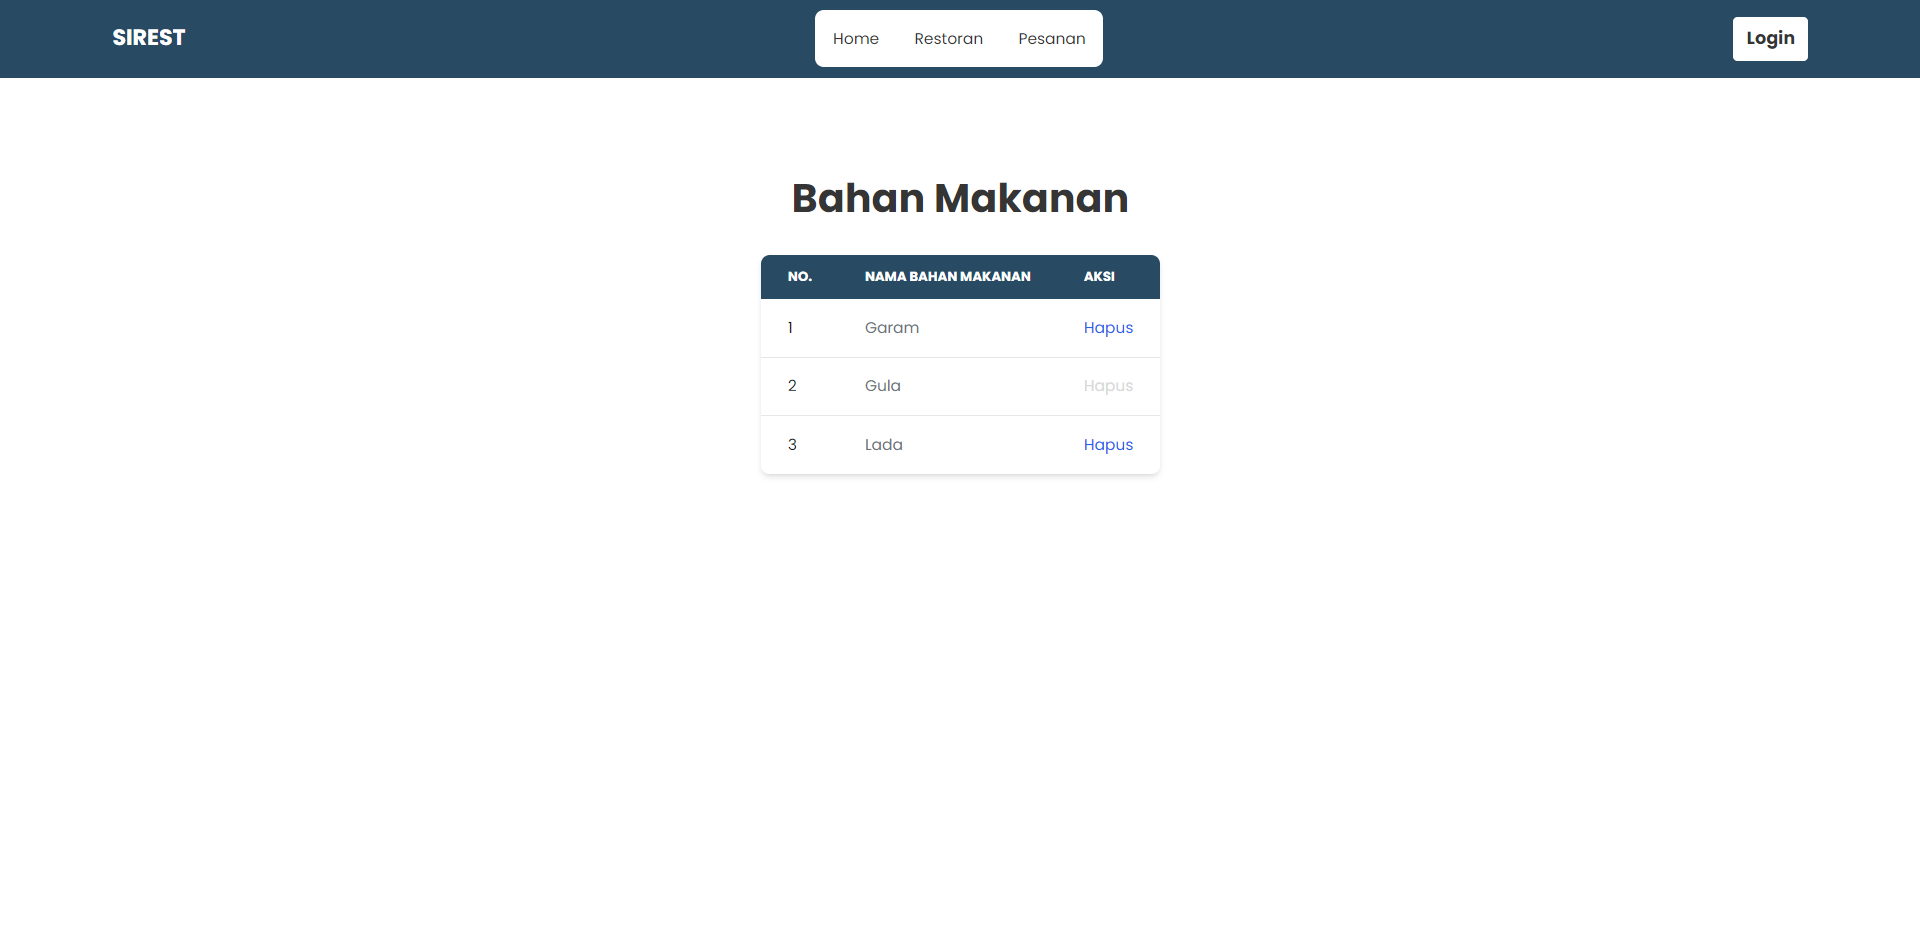 SIREST
Home Restoran Pesanan
Login
Bahan Makanan
NO. NAMA BAHAN MAKANAN AKSI
1 Garam Hapus
2 Gula Hapus
3 Lada Hapus